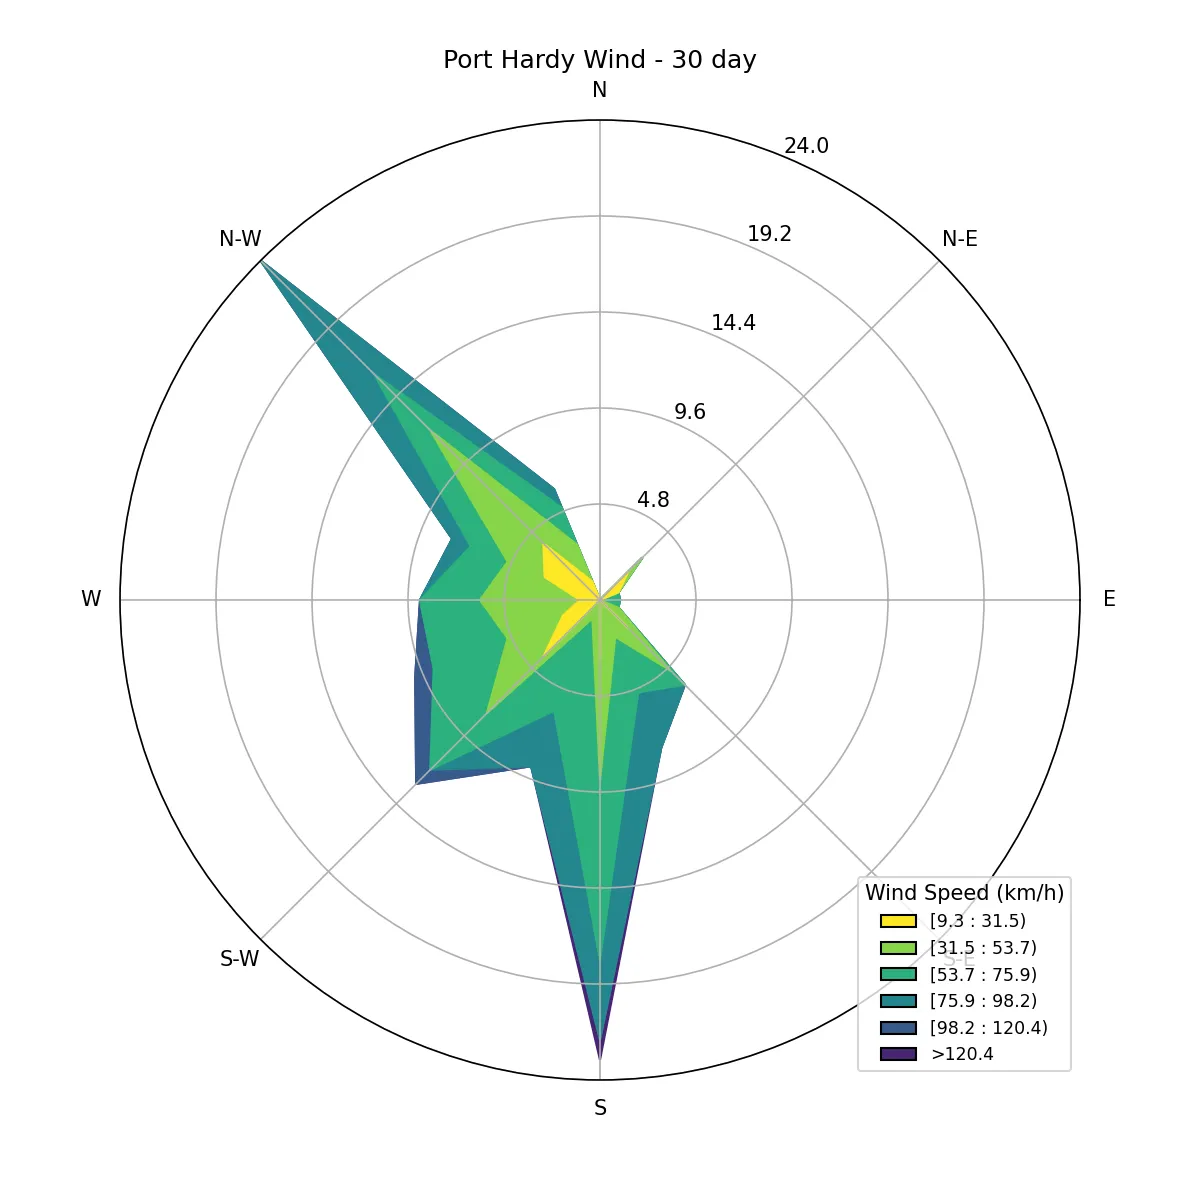 Port Hardy Wind - 30 day
N
24.0
19.2
N-W
N-E
14.4
9.6
4.8
W
E
S-W
S-E
Wind Speed (km/h)
[9.3 : 31.5)
[31.5 : 53.7)
[53.7 : 75.9)
[75.9 : 98.2)
[98.2 : 120.4)
>120.4
S